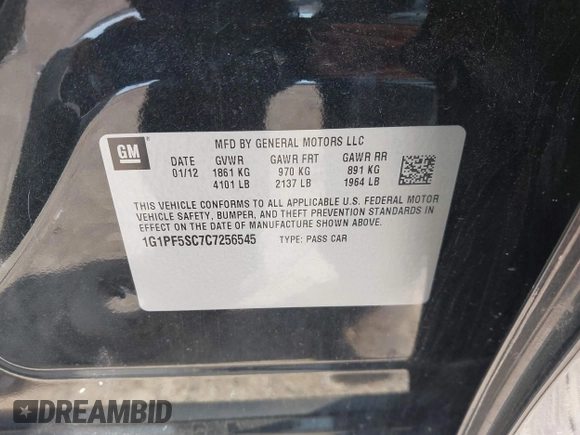 GM
MFD BY GENERAL MOTORS LLC
DATE GVWR GAWR FRT GAWR RR
01/12 1861 KG 970 KG 891 KG
4101 LB 2137 LB 1964 LB
THIS VEHICLE CONFORMS TO ALL APPLICABLE U.S. FEDERAL MOTOR
VEHICLE SAFETY, BUMPER, AND THEFT PREVENTION STANDARDS IN
EFFECT ON THE DATE OF MANUFACTURE SHOWN ABOVE.
1G1PF5SC7C7256545 TYPE: PASS CAR
DREAMBID